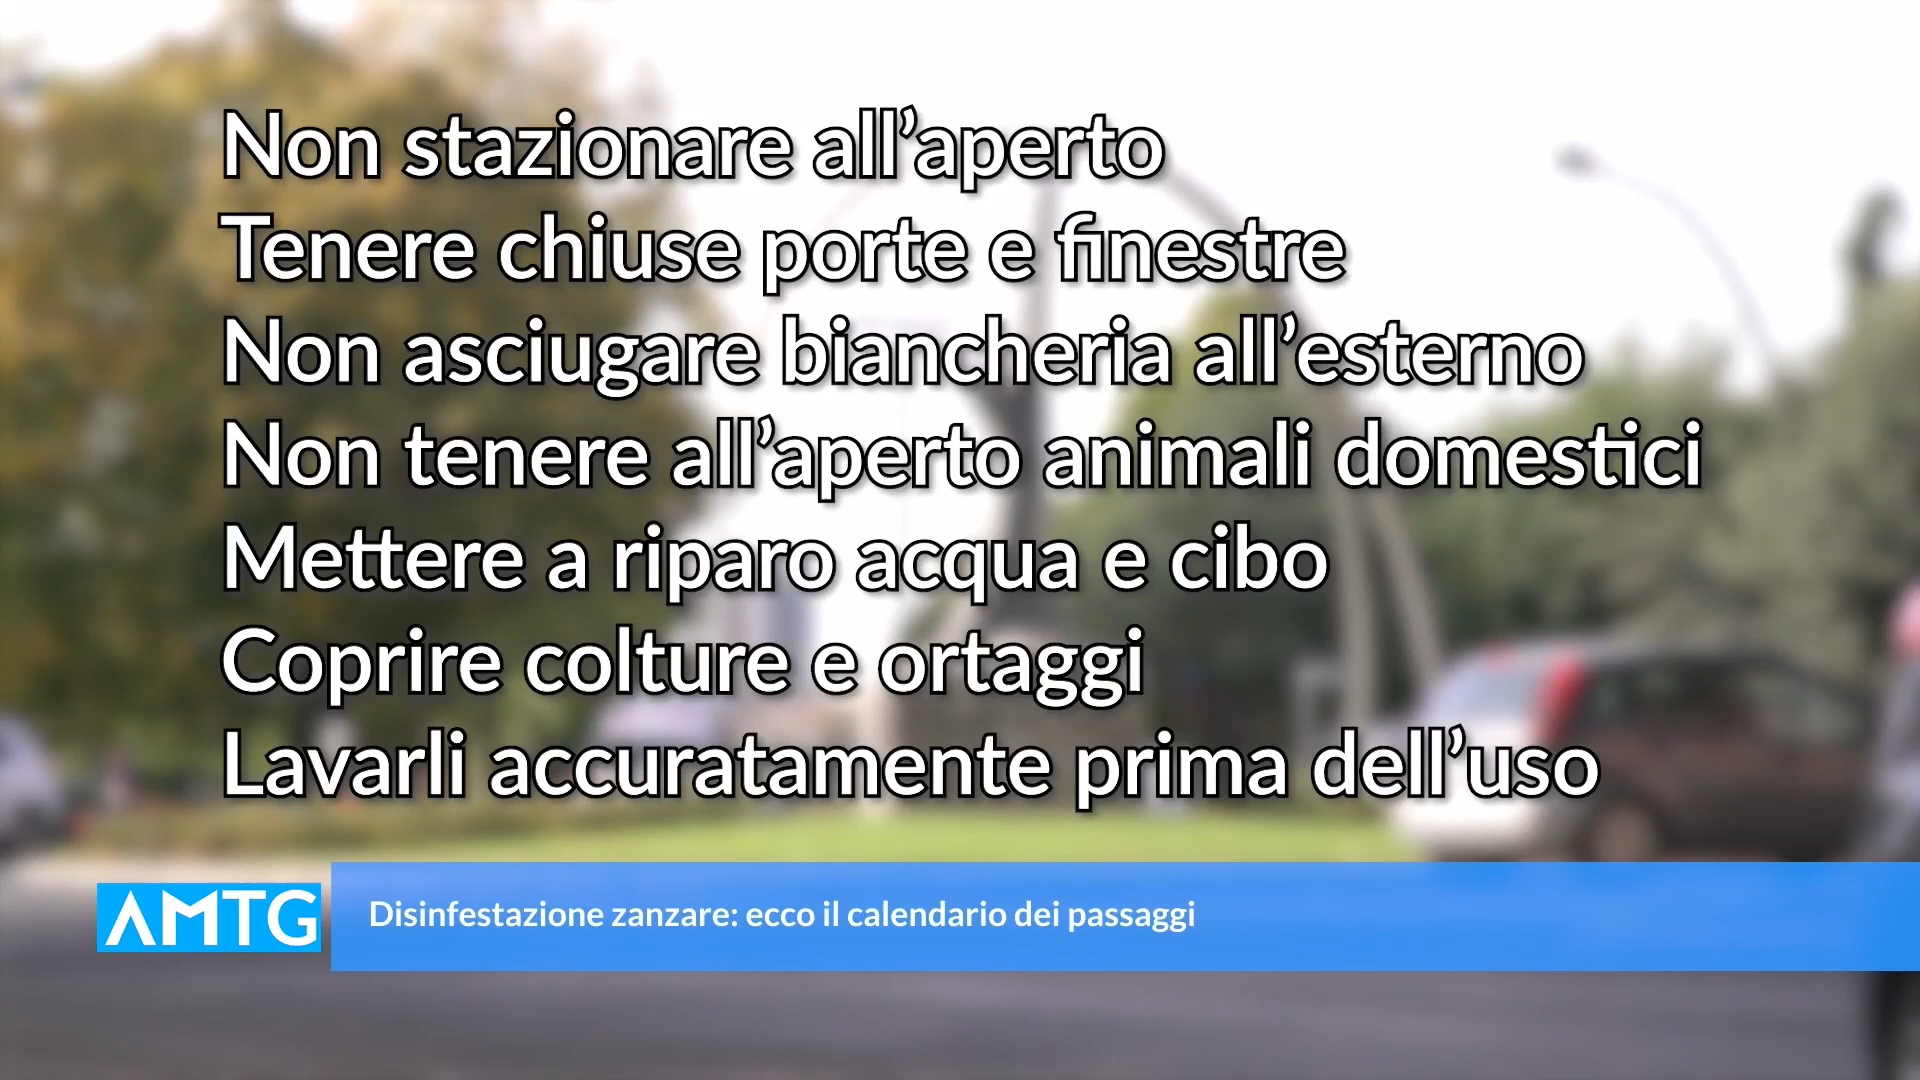 Non stazionare all’aperto
Tenere chiuse porte e finestre
Non asciugare biancheria all’esterno
Non tenere all’aperto animali domestici
Mettere a riparo acqua e cibo
Coprire colture e ortaggi
Lavarli accuratamente prima dell’uso
AMTG
Disinfestazione zanzare: ecco il calendario dei passaggi